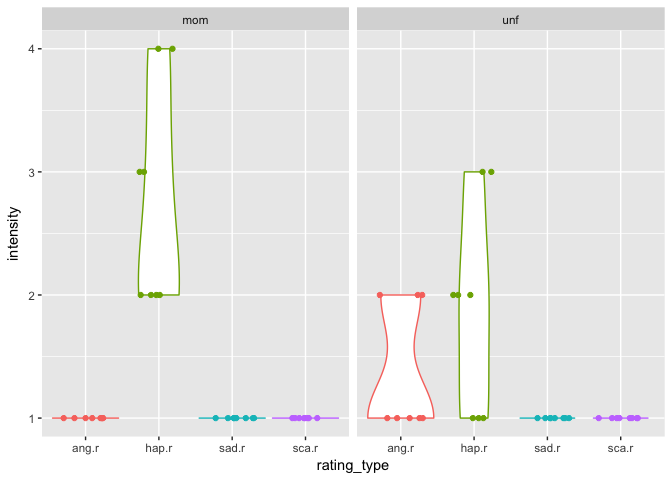 mom unf
4
3
2
1
intensity
ang.r hap.r sad.r sca.r ang.r hap.r sad.r sca.r
rating_type